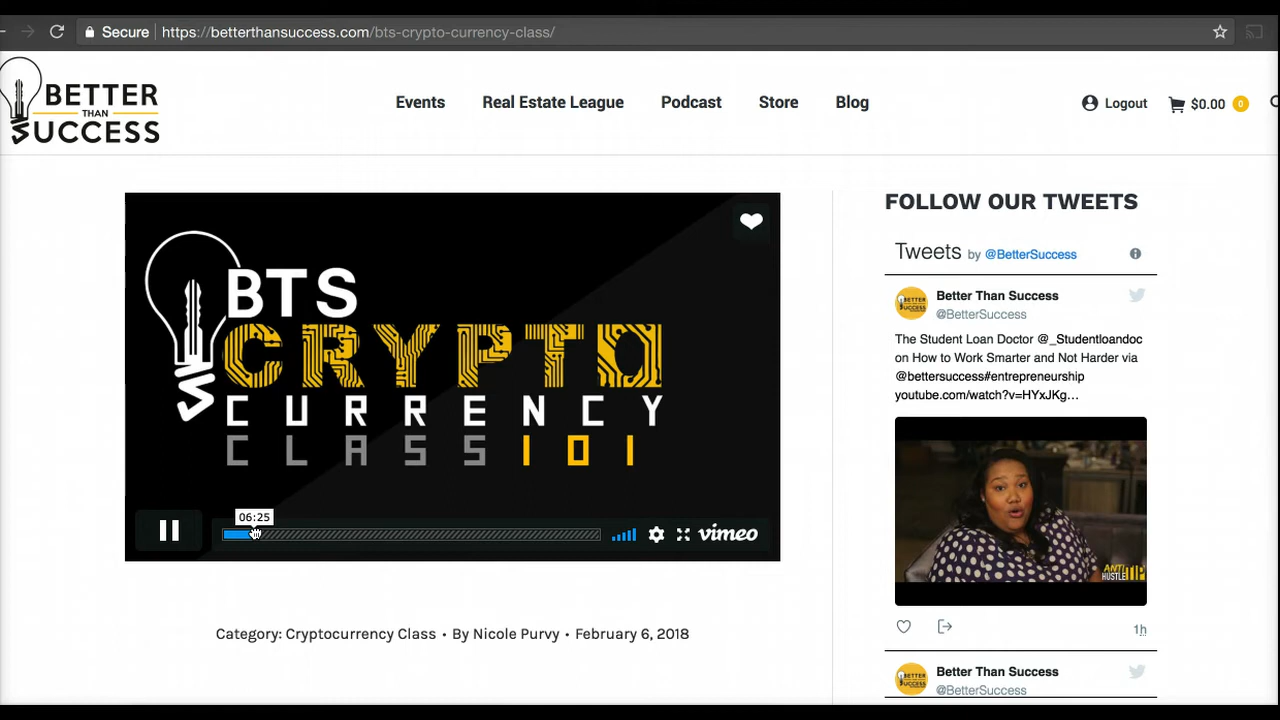 Secure
https://betterthansuccess.com/bts-crypto-currency-class/
BETTER
THAN
SUCCESS
Events
Real Estate League
Podcast
Store
Blog
Logout
$0.00
0
BTS
CRYPTO
CURRENCY
CLASS 101
06:25
vimeo
Category: Cryptocurrency Class • By Nicole Purvy • February 6, 2018
FOLLOW OUR TWEETS
Tweets by @BetterSuccess
Better Than Success
@BetterSuccess
The Student Loan Doctor @_Studentloandoc
on How to Work Smarter and Not Harder via
@bettersuccess#entrepreneurship
youtube.com/watch?v=HYxJKg…
ANTI
HUSTLE TIP
1h
Better Than Success
@BetterSuccess